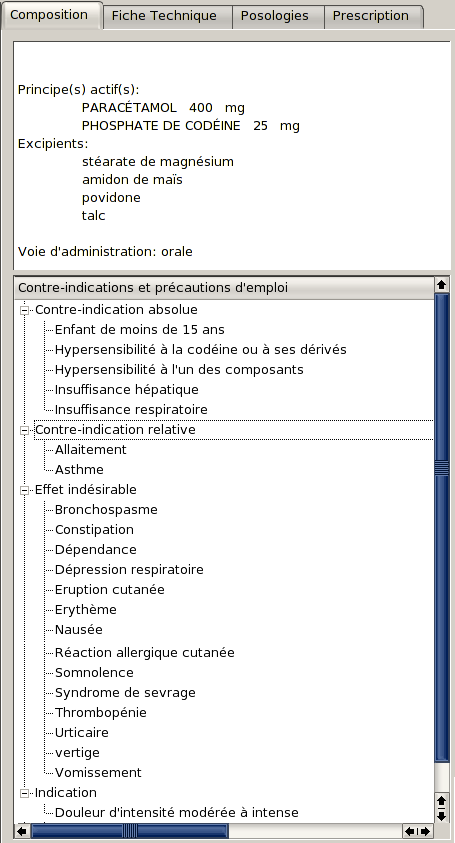 Composition Fiche Technique Posologies Prescription
Principe(s) actif(s):
PARACÉTAMOL 400 mg
PHOSPHATE DE CODÉINE 25 mg
Excipients:
stéarate de magnésium
amidon de maïs
povidone
talc
Voie d'administration: orale
Contre-indications et précautions d'emploi
Contre-indication absolue
Enfant de moins de 15 ans
Hypersensibilité à la codéine ou à ses dérivés
Hypersensibilité à l'un des composants
Insuffisance hépatique
Insuffisance respiratoire
Contre-indication relative
Allaitement
Asthme
Effet indésirable
Bronchospasme
Constipation
Dépendance
Dépression respiratoire
Eruption cutanée
Erythème
Nausée
Réaction allergique cutanée
Somnolence
Syndrome de sevrage
Thrombopénie
Urticaire
vertige
Vomissement
Indication
Douleur d'intensité modérée à intense